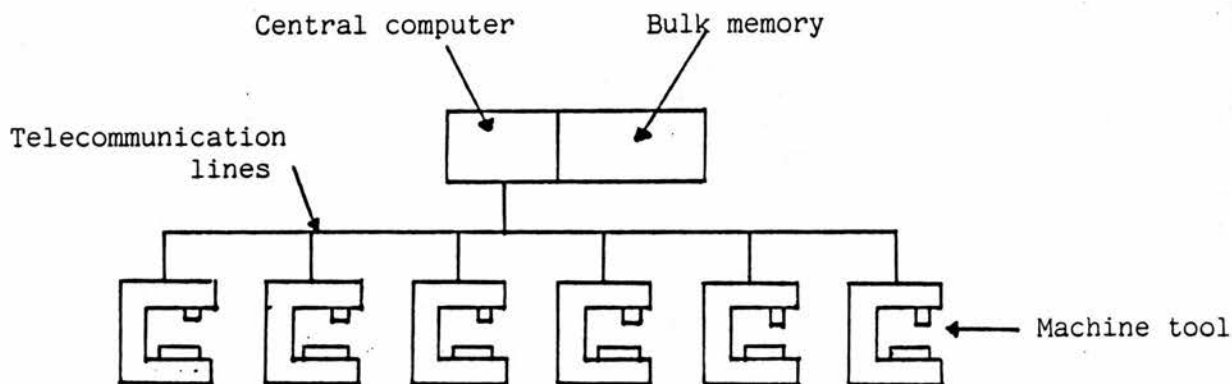 Central computer
Bulk memory
Telecommunication
lines
Machine tool